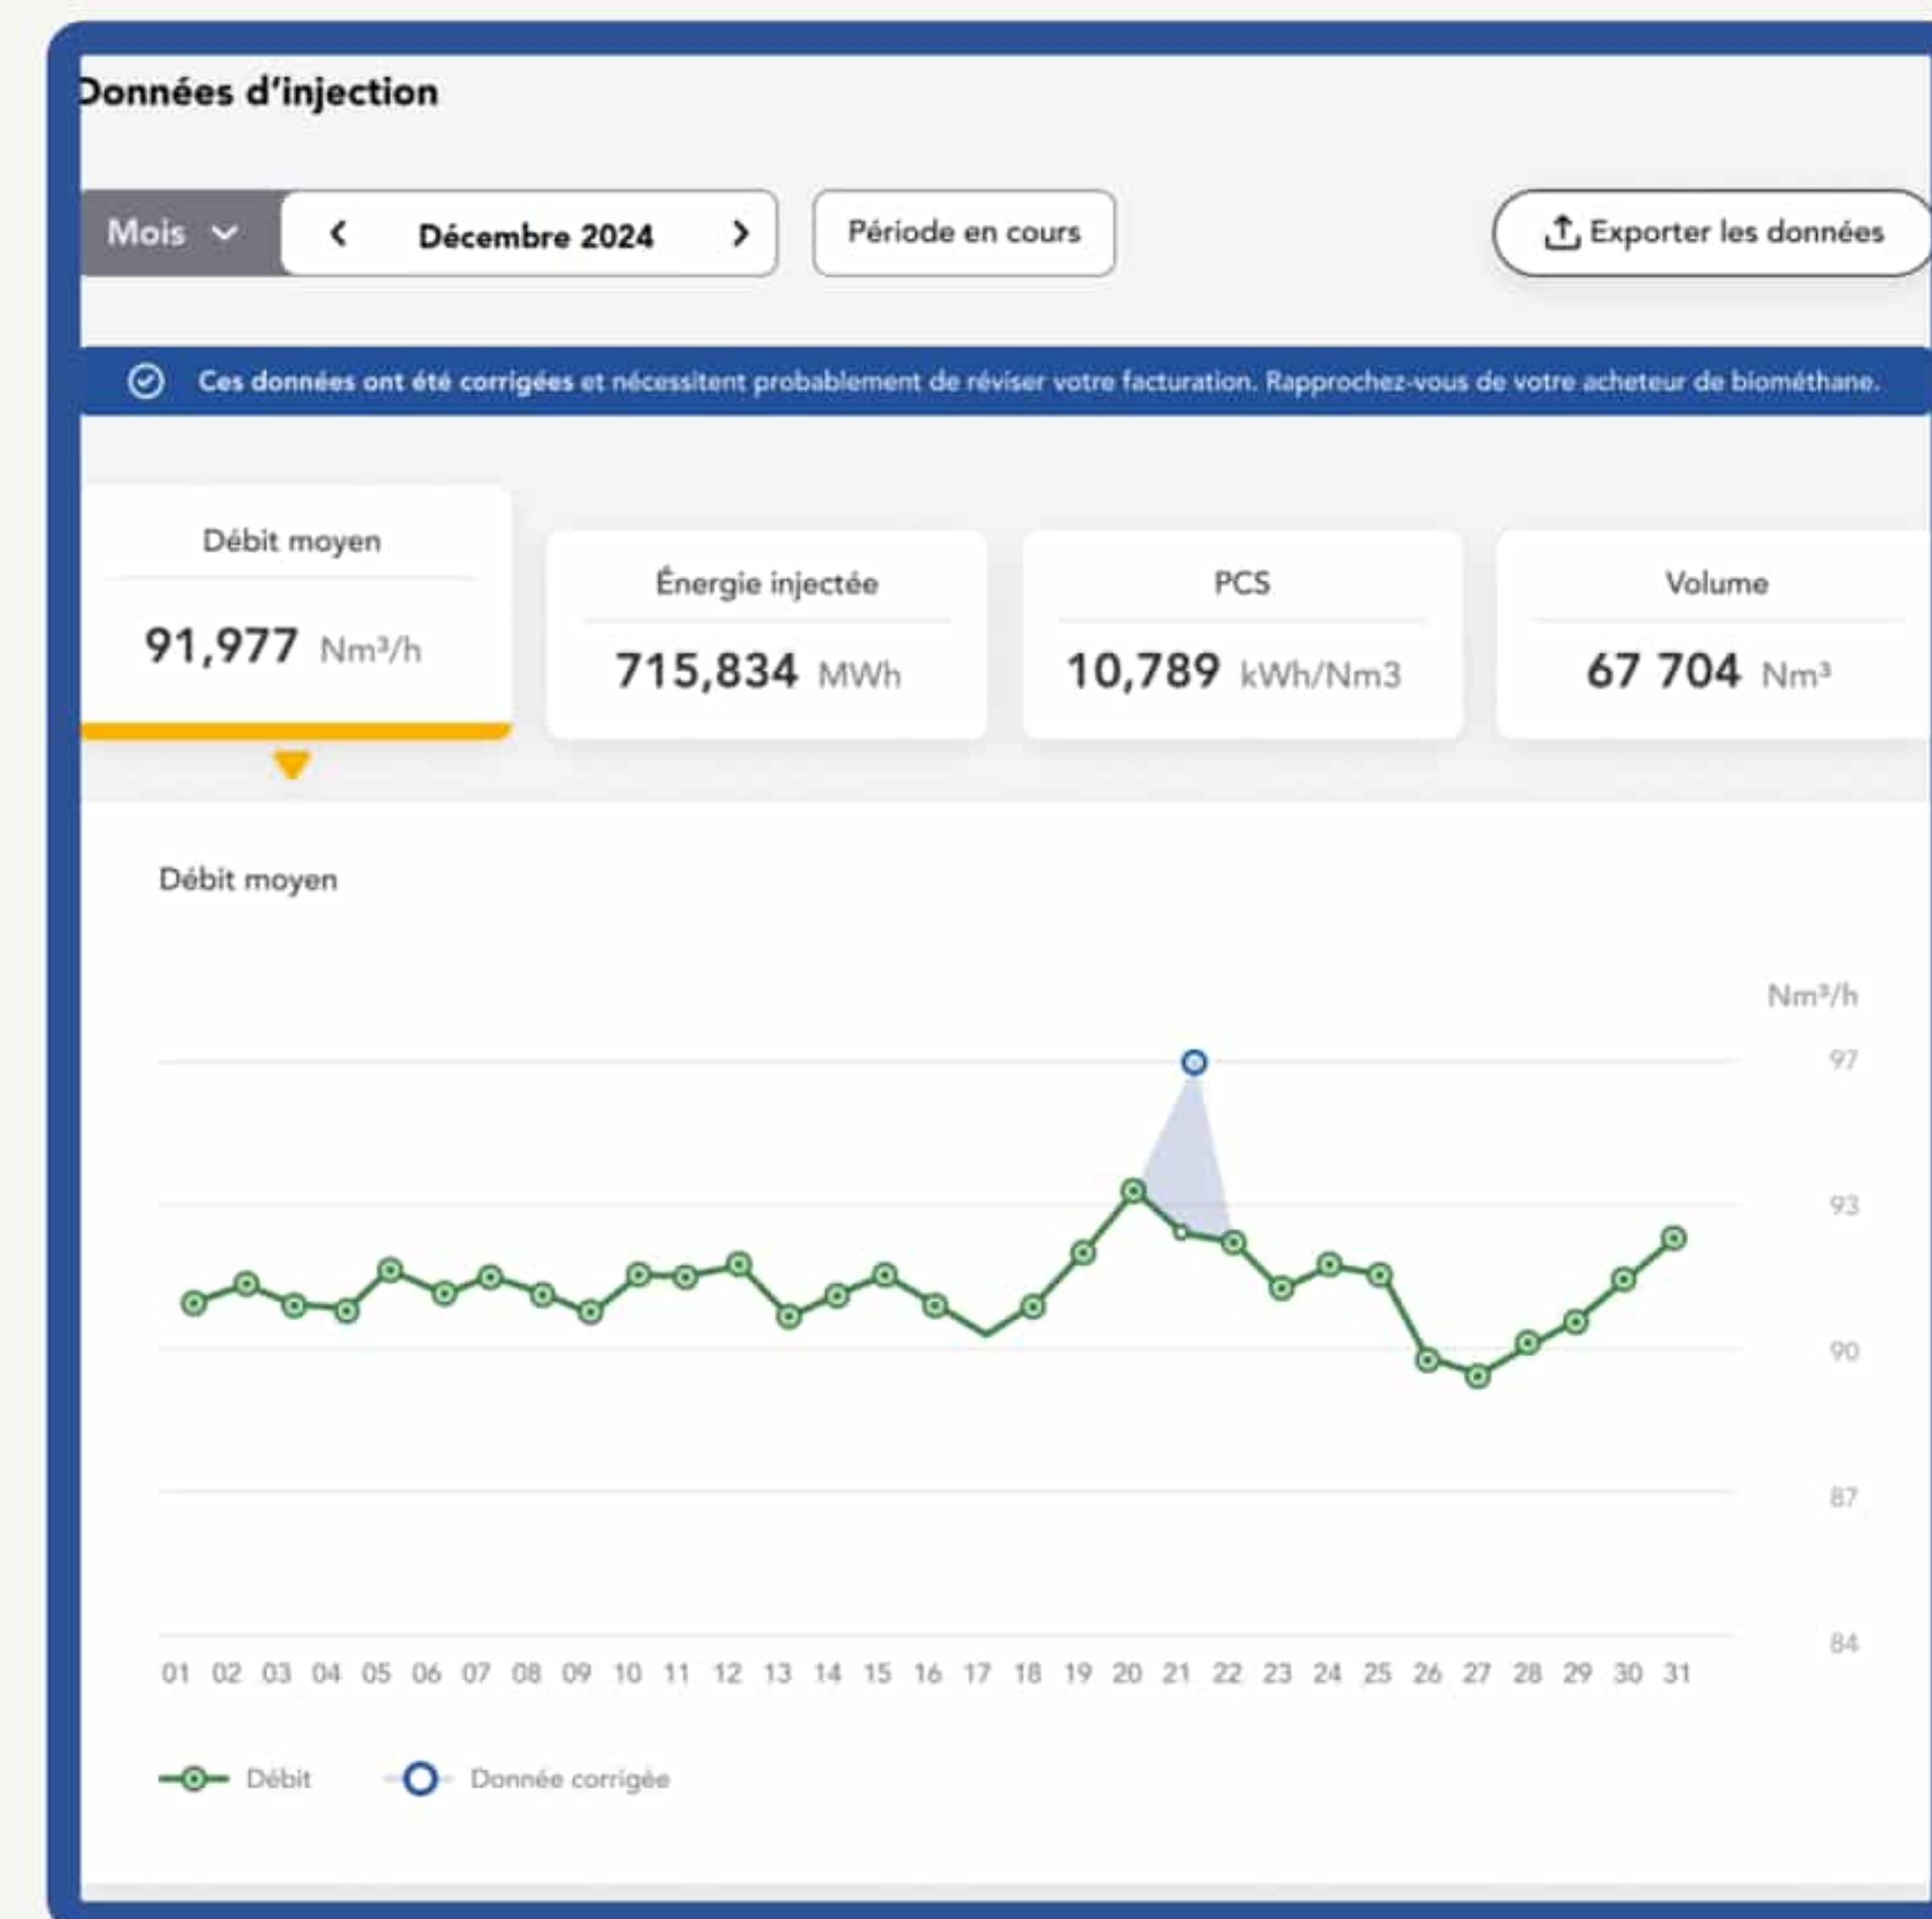 Données d’injection
Mois
Décembre 2024
Période en cours
Exporter les données
Ces données ont été corrigées et nécessitent probablement de réviser votre facturation. Rapprochez-vous de votre acheteur de biométhane.
Débit moyen
91,977 Nm³/h
Énergie injectée
715,834 MWh
PCS
10,789 kWh/Nm3
Volume
67 704 Nm³
Débit moyen
Nm³/h
97
93
90
87
84
01 02 03 04 05 06 07 08 09 10 11 12 13 14 15 16 17 18 19 20 21 22 23 24 25 26 27 28 29 30 31
Débit
Donnée corrigée